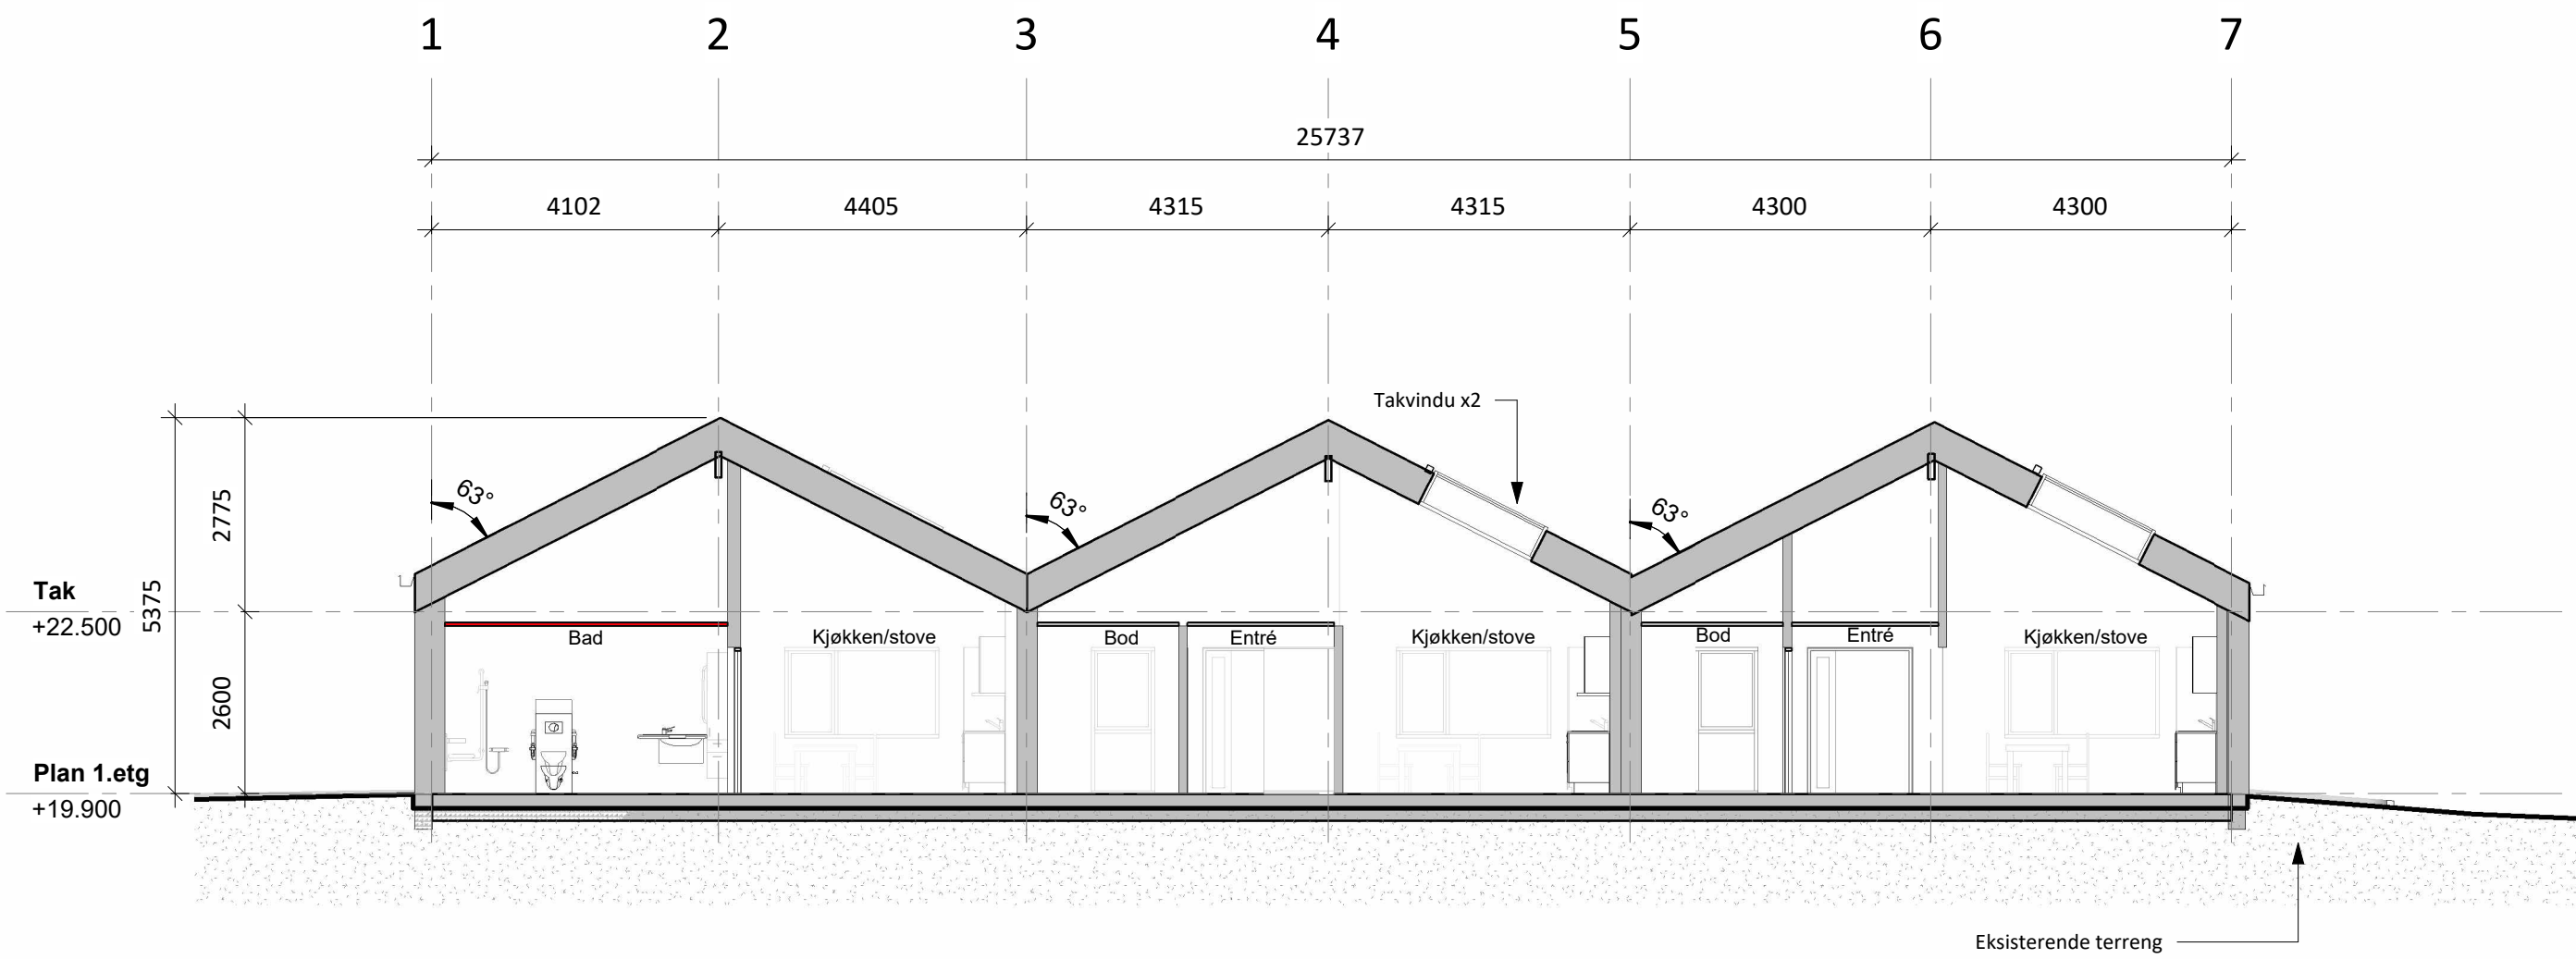 1 2 3 4 5 6 7
25737
4102 4405 4315 4315 4300 4300
Takvindu x2
63° 63° 63°
2775
5375
Tak
+22.500
Bad Kjøkken/stove Bod Entré Kjøkken/stove Bod Entré Kjøkken/stove
2600
Plan 1.etg
+19.900
Eksisterende terreng